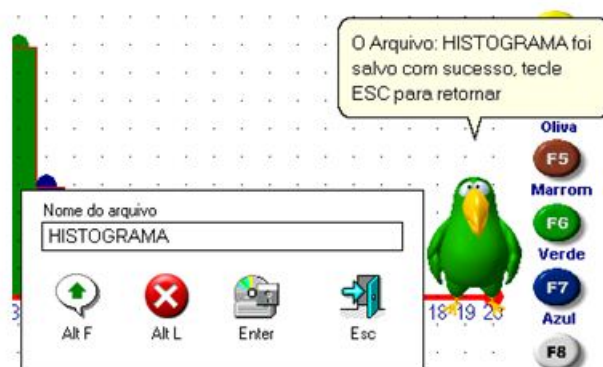 O Arquivo: HISTOGRAMA foi
salvo com sucesso, tecle
ESC para retornar
Oliva
F5
Marrom
F6
Verde
F7
Azul
F8
Nome do arquivo
HISTOGRAMA
Alt F
Alt L
Enter
Esc
18 19 20